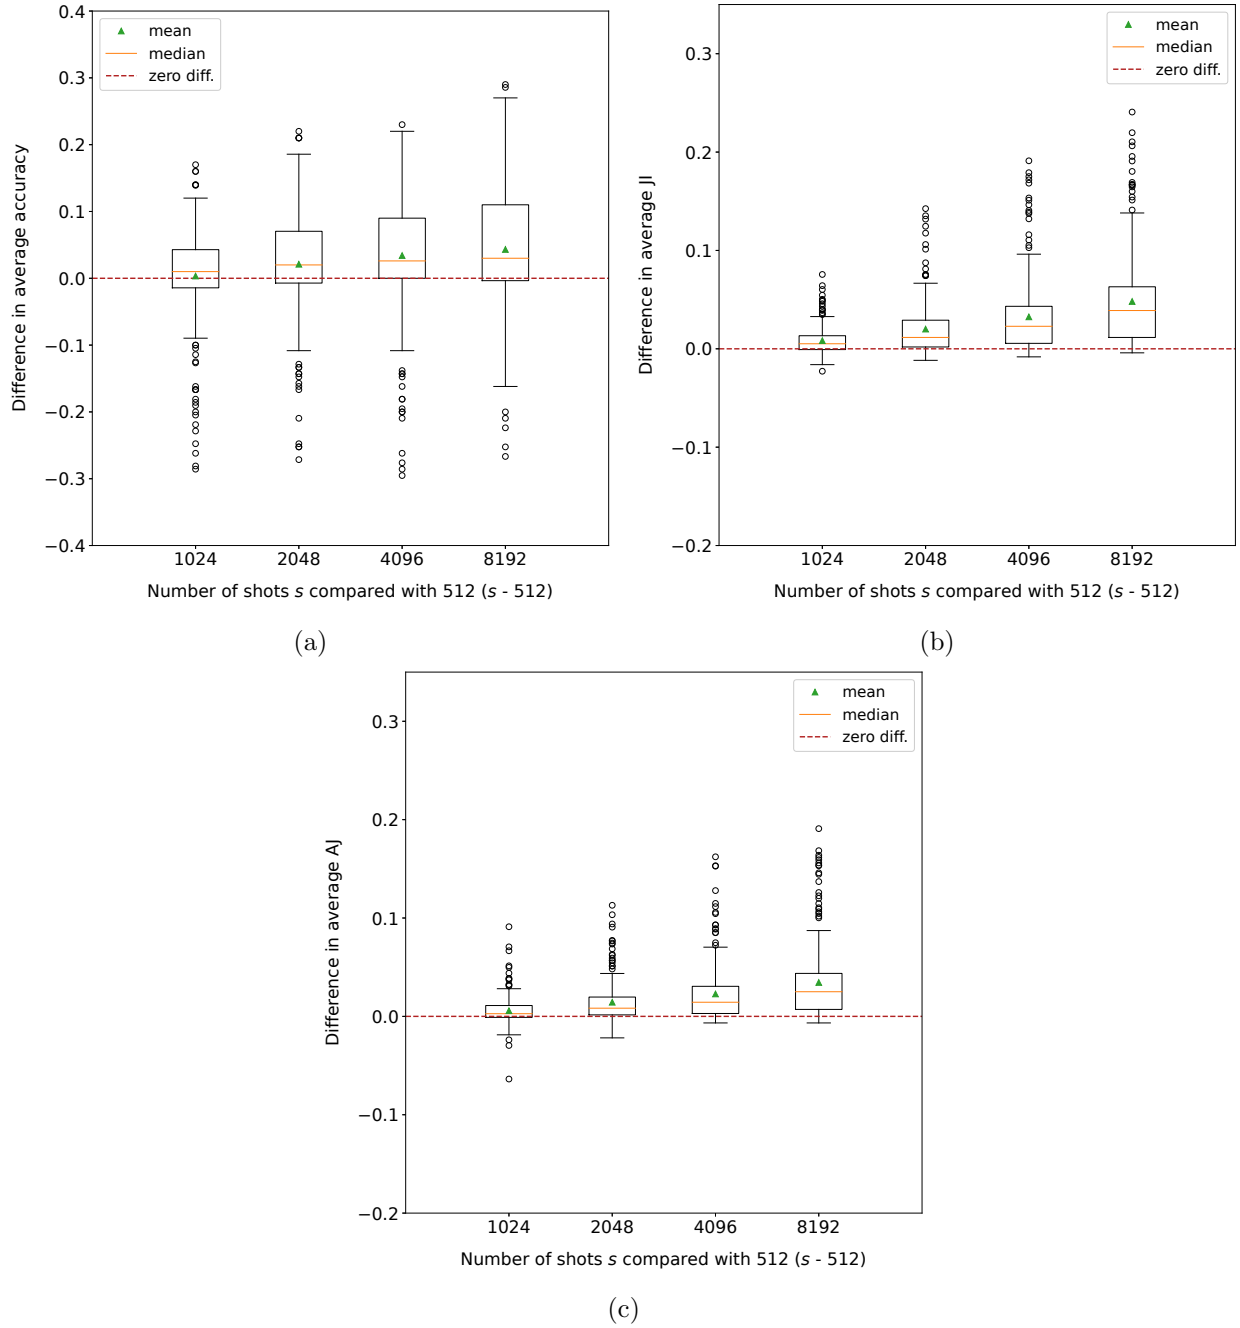 0.4
0.3
0.2
0.1
0.0
−0.1
−0.2
−0.3
−0.4
Difference in average accuracy
mean
median
zero diff.
1024 2048 4096 8192
Number of shots s compared with 512 (s - 512)
(a)
0.3
0.2
0.1
0.0
−0.1
−0.2
Difference in average JI
mean
median
zero diff.
1024 2048 4096 8192
Number of shots s compared with 512 (s - 512)
(b)
0.3
0.2
0.1
0.0
−0.1
−0.2
Difference in average AJ
mean
median
zero diff.
1024 2048 4096 8192
Number of shots s compared with 512 (s - 512)
(c)